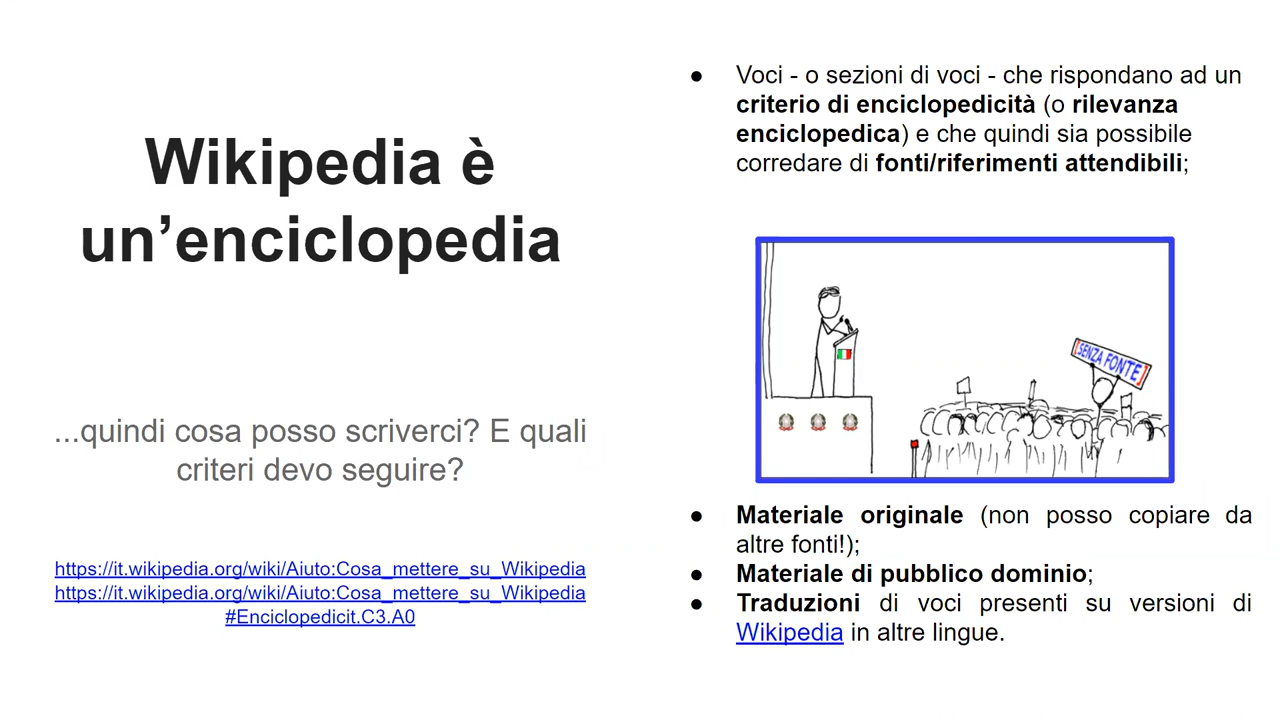 Wikipedia è
un’enciclopedia
...quindi cosa posso scriverci? E quali
criteri devo seguire?
https://it.wikipedia.org/wiki/Aiuto:Cosa_mettere_su_Wikipedia
https://it.wikipedia.org/wiki/Aiuto:Cosa_mettere_su_Wikipedia
#Enciclopedicit.C3.A0
● Voci - o sezioni di voci - che rispondano ad un
criterio di enciclopedicità (o rilevanza
enciclopedica) e che quindi sia possibile
corredare di fonti/riferimenti attendibili;
[SENZA FONTE]
● Materiale originale (non posso copiare da
altre fonti!);
● Materiale di pubblico dominio;
● Traduzioni di voci presenti su versioni di
Wikipedia in altre lingue.